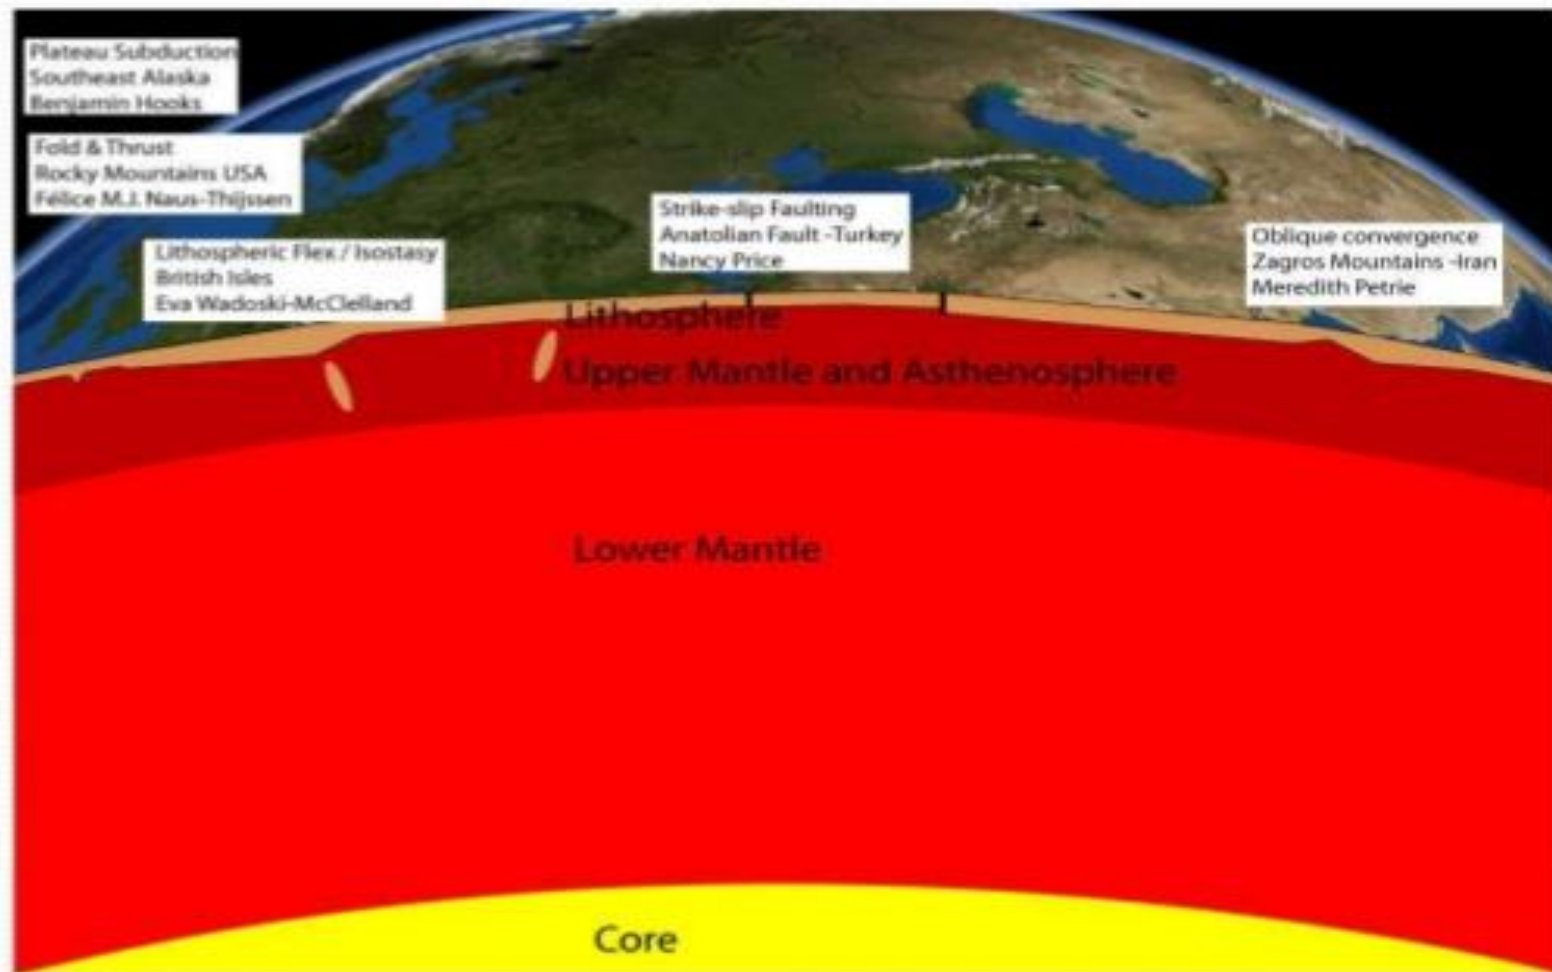 Plateau Subduction
Southeast Alaska
Benjamin Hooks
Fold & Thrust
Rocky Mountains USA
Félice M.J. Naus-Thijssen
Lithospheric Flex / Isostasy
British Isles
Eva Wadoski-McClelland
Strike-slip Faulting
Anatolian Fault -Turkey
Nancy Price
Oblique convergence
Zagros Mountains -Iran
Meredith Petrie
Lithosphere
Upper Mantle and Asthenosphere
Lower Mantle
Core